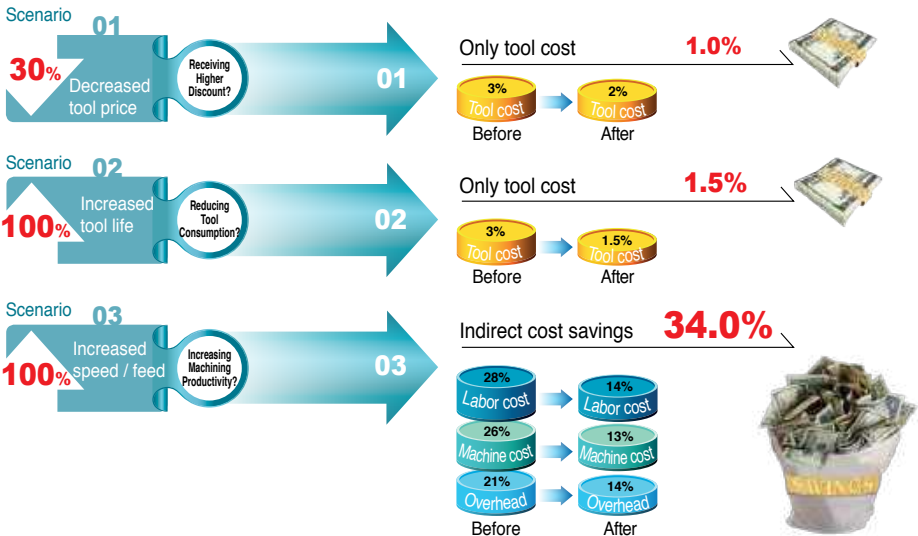 Scenario
01
30%
Decreased
tool price
Receiving
Higher
Discount?
01
Only tool cost 1.0%
3%
Tool cost
Before
2%
Tool cost
After
Scenario
02
100%
Increased
tool life
Reducing
Tool
Consumption?
02
Only tool cost 1.5%
3%
Tool cost
Before
1.5%
Tool cost
After
Scenario
03
100%
Increased
speed / feed
Increasing
Machining
Productivity?
03
Indirect cost savings 34.0%
28%
Labor cost
14%
Labor cost
26%
Machine cost
13%
Machine cost
21%
Overhead
14%
Overhead
Before
After
SAVINGS